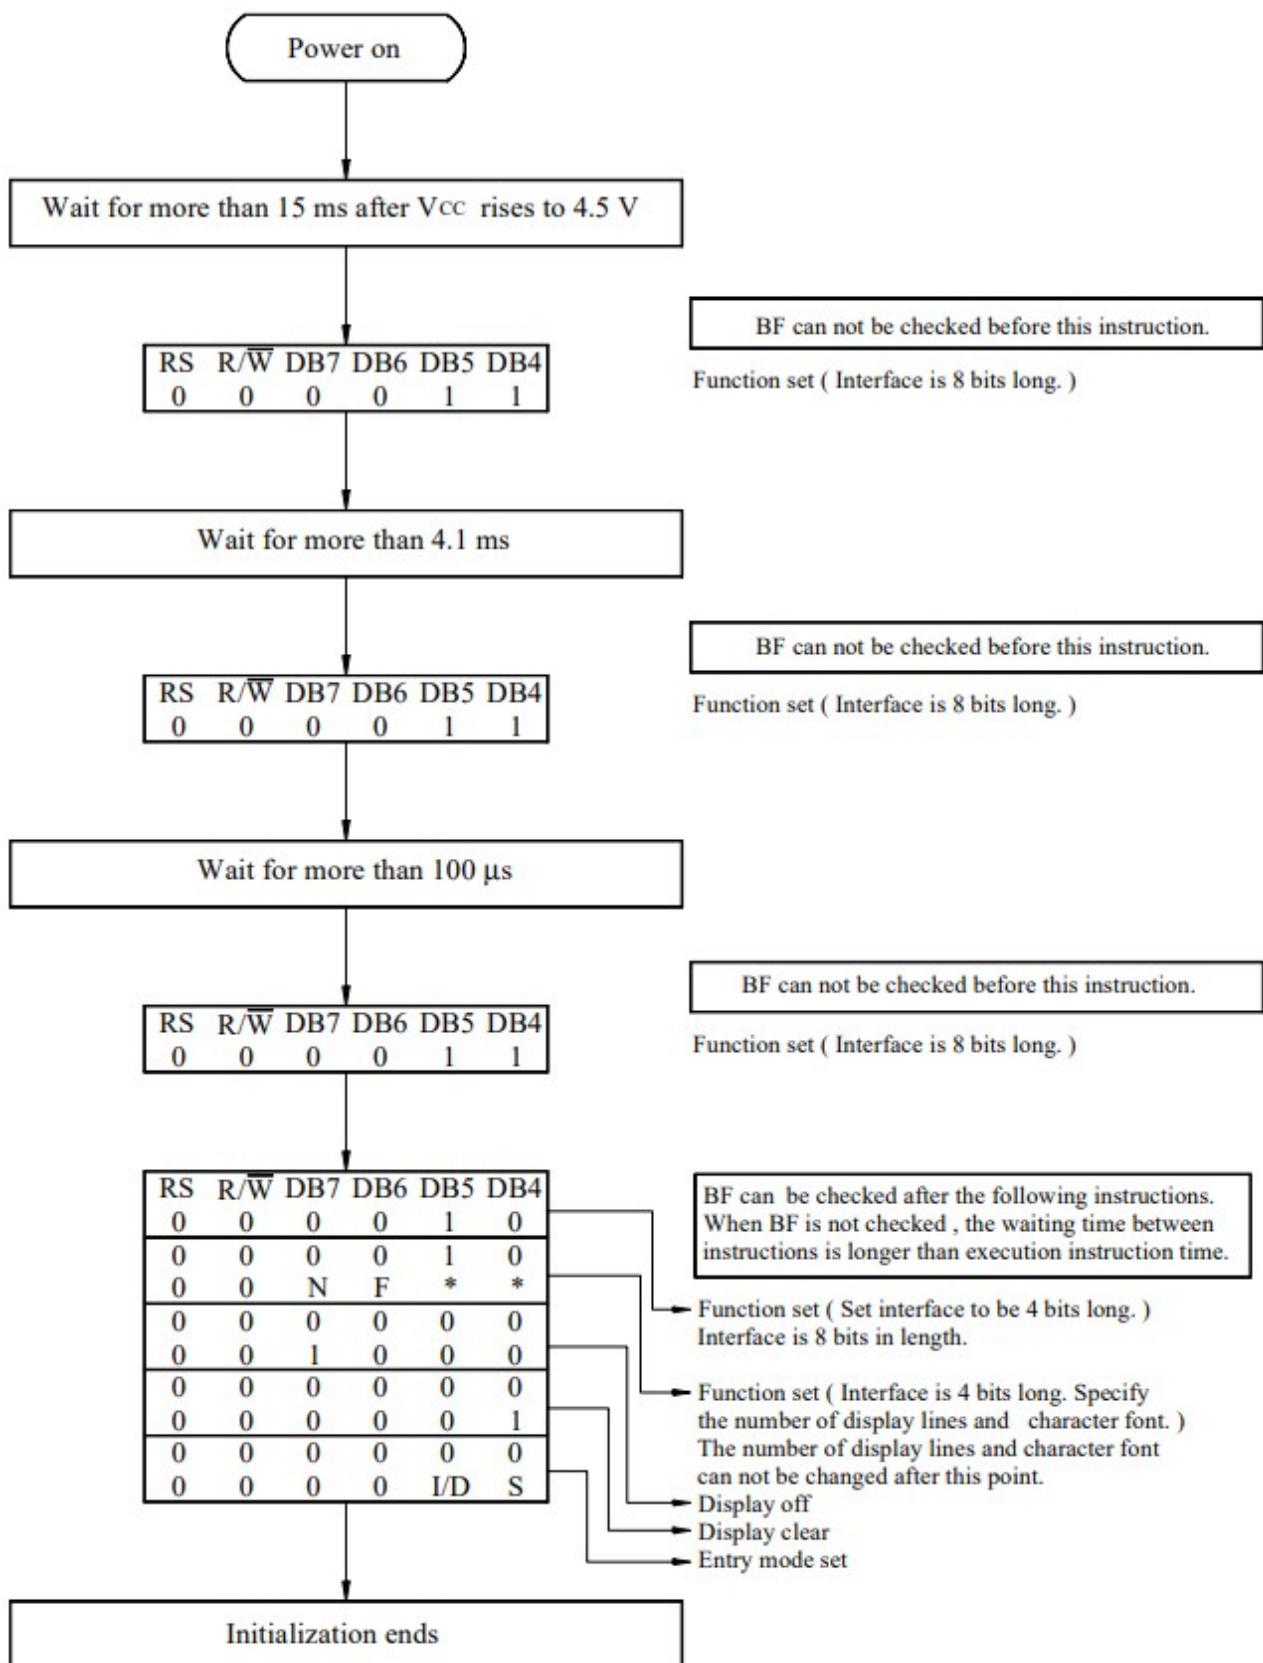 Power on
Wait for more than 15 ms after VCC rises to 4.5 V
BF can not be checked before this instruction.
RS R/W̅ DB7 DB6 DB5 DB4
0 0 0 0 1 1
Function set ( Interface is 8 bits long. )
Wait for more than 4.1 ms
BF can not be checked before this instruction.
RS R/W̅ DB7 DB6 DB5 DB4
0 0 0 0 1 1
Function set ( Interface is 8 bits long. )
Wait for more than 100 μs
BF can not be checked before this instruction.
RS R/W̅ DB7 DB6 DB5 DB4
0 0 0 0 1 1
Function set ( Interface is 8 bits long. )
RS R/W̅ DB7 DB6 DB5 DB4
0 0 0 0 1 0
0 0 0 0 1 0
0 0 N F * *
0 0 0 0 0 0
0 0 1 0 0 0
0 0 0 0 0 0
0 0 0 0 0 1
0 0 0 0 0 0
0 0 0 0 I/D S
BF can be checked after the following instructions.
When BF is not checked , the waiting time between
instructions is longer than execution instruction time.
Function set ( Set interface to be 4 bits long. )
Interface is 8 bits in length.
Function set ( Interface is 4 bits long. Specify
the number of display lines and character font. )
The number of display lines and character font
can not be changed after this point.
Display off
Display clear
Entry mode set
Initialization ends